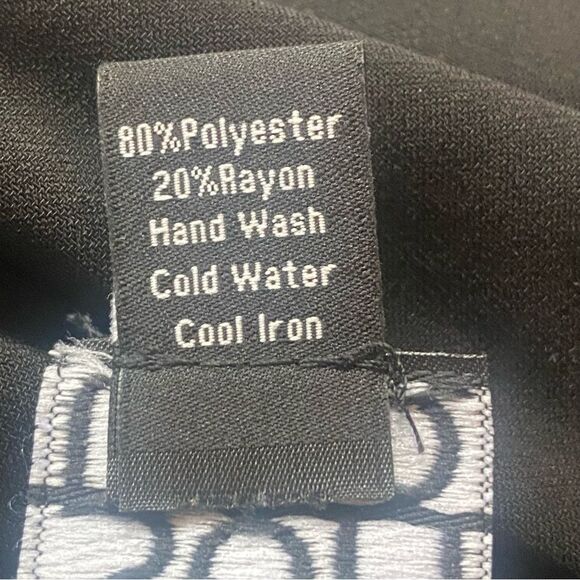 80%Polyester
20%Rayon
Hand Wash
Cold Water
Cool Iron